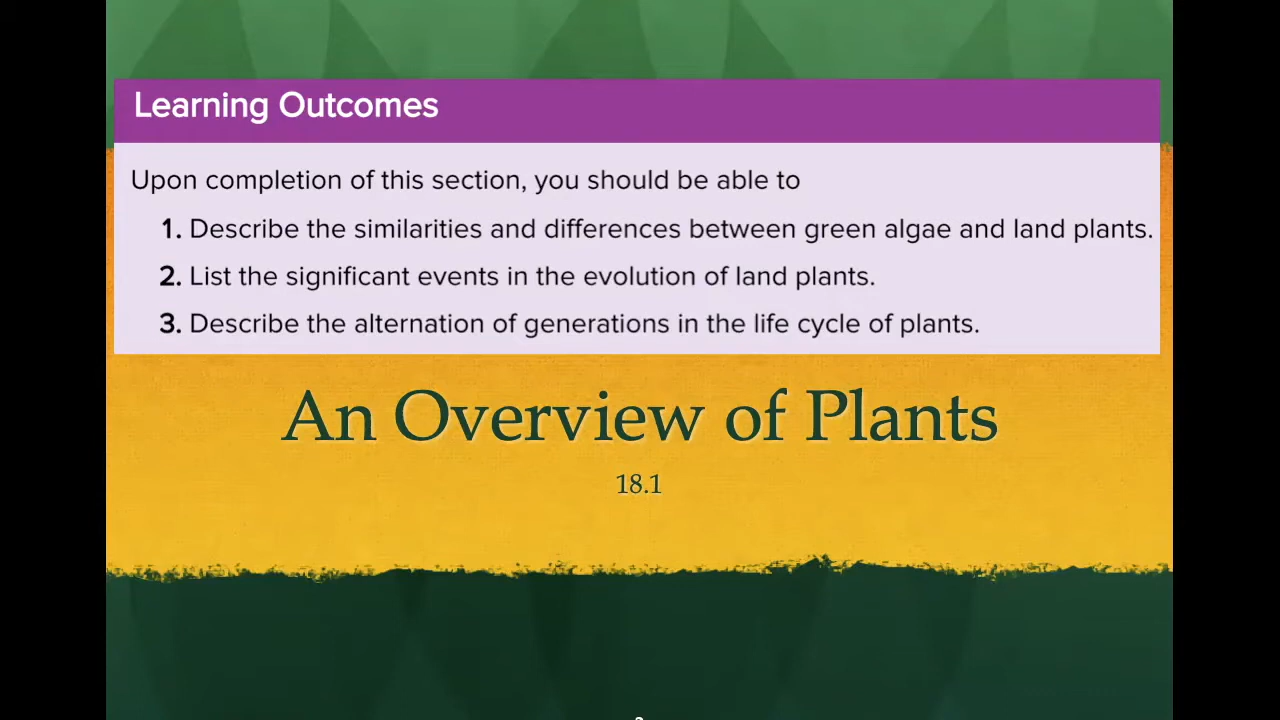 Learning Outcomes
Upon completion of this section, you should be able to
1. Describe the similarities and differences between green algae and land plants.
2. List the significant events in the evolution of land plants.
3. Describe the alternation of generations in the life cycle of plants.
An Overview of Plants
18.1